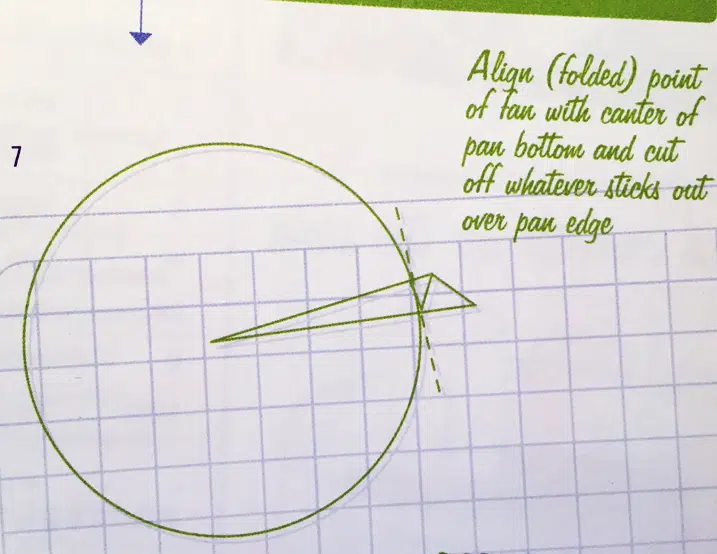 Align (folded) point
of fan with canter of
pan bottom and cut
off whatever sticks out
over pan edge
7